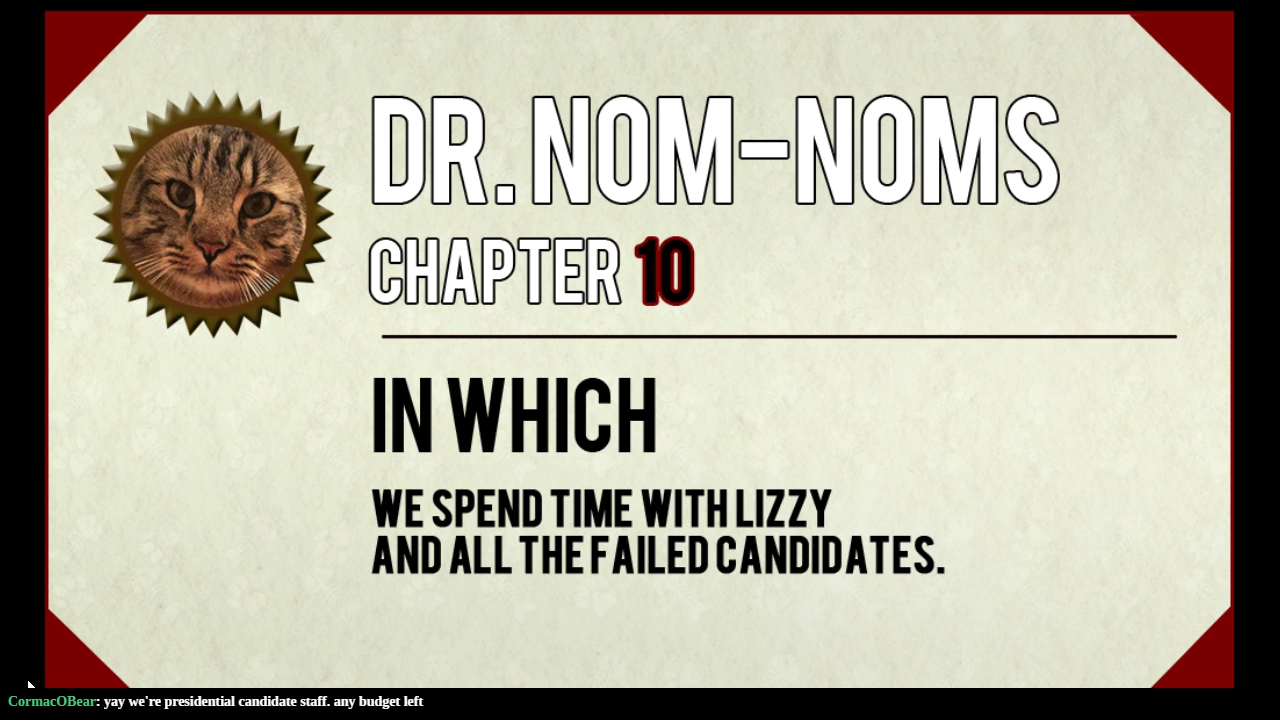 DR. NOM-NOMS
CHAPTER 10
IN WHICH
WE SPEND TIME WITH LIZZY
AND ALL THE FAILED CANDIDATES.
CormacOBear: yay we're presidential candidate staff. any budget left